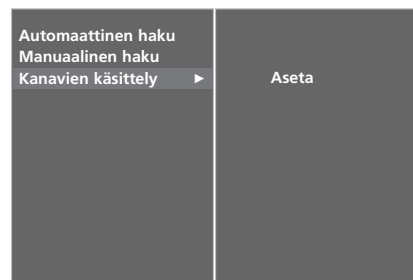 Automaattinen haku
Manuaalinen haku
Kanavien käsittely ►
Aseta